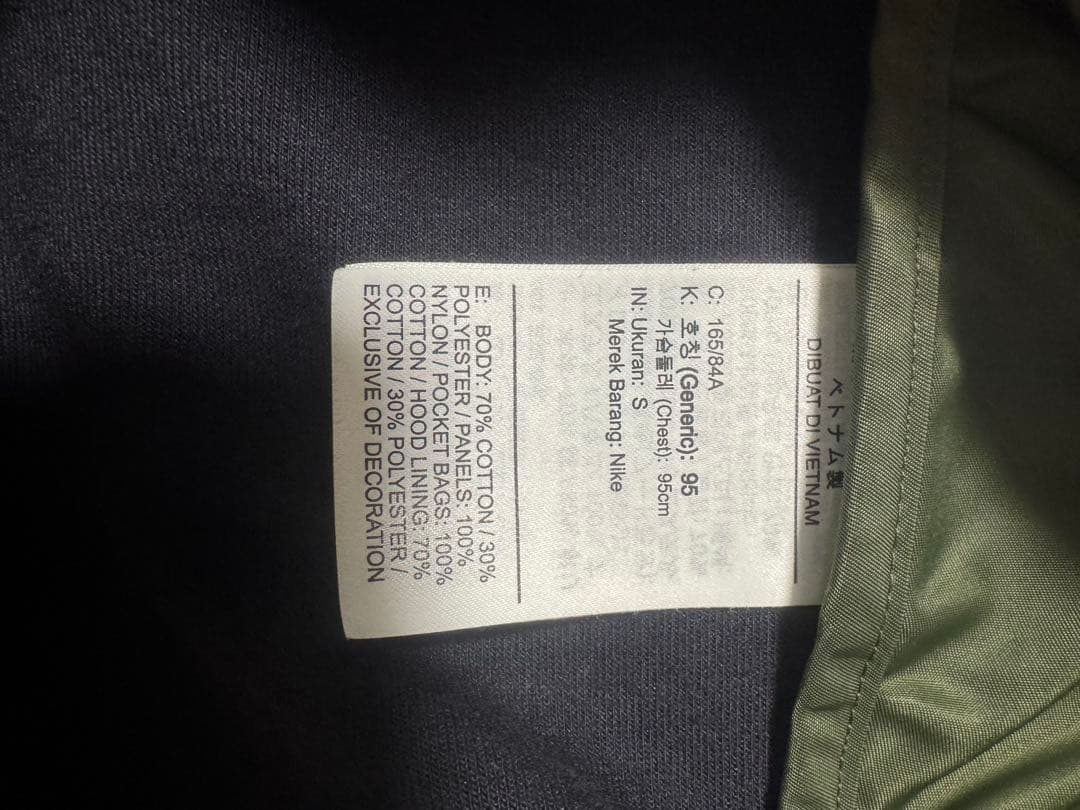 ベトナム製
DIBUAT DI VIETNAM
C: 165/84A
K: 호칭 (Generic): 95
가슴둘레 (Chest): 95cm
IN: Ukuran: S
Merek Barang: Nike
E: BODY: 70% COTTON / 30%
POLYESTER / PANELS: 100%
NYLON / POCKET BAGS: 100%
COTTON / HOOD LINING: 70%
COTTON / 30% POLYESTER /
EXCLUSIVE OF DECORATION